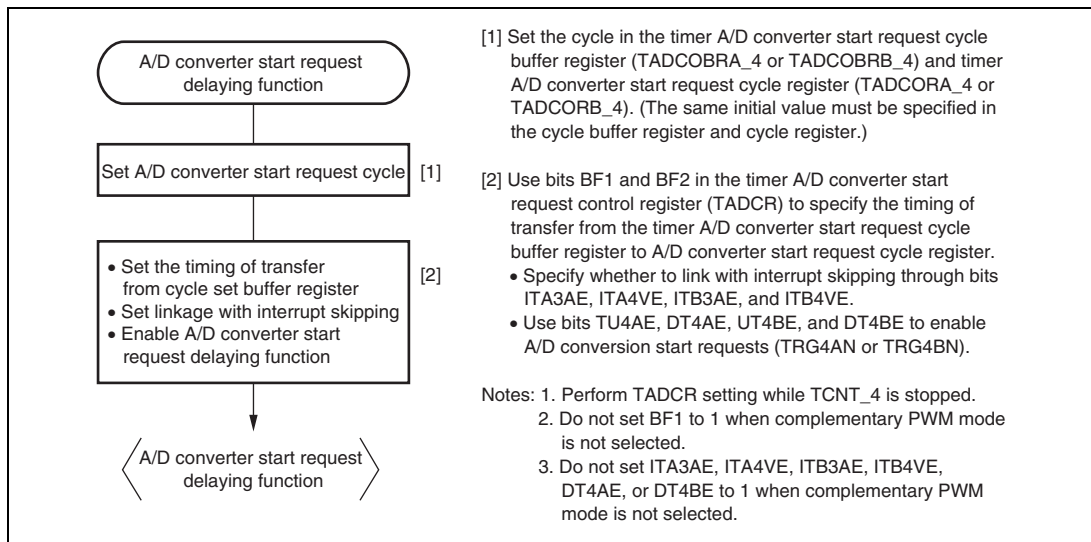 A/D converter start request
delaying function
Set A/D converter start request cycle
[1]
• Set the timing of transfer
from cycle set buffer register
• Set linkage with interrupt skipping
• Enable A/D converter start
request delaying function
[2]
A/D converter start request
delaying function
[1] Set the cycle in the timer A/D converter start request cycle
buffer register (TADCOBRA_4 or TADCOBRB_4) and timer
A/D converter start request cycle register (TADCORA_4 or
TADCORB_4). (The same initial value must be specified in
the cycle buffer register and cycle register.)
[2] Use bits BF1 and BF2 in the timer A/D converter start
request control register (TADCR) to specify the timing of
transfer from the timer A/D converter start request cycle
buffer register to A/D converter start request cycle register.
• Specify whether to link with interrupt skipping through bits
ITA3AE, ITA4VE, ITB3AE, and ITB4VE.
• Use bits TU4AE, DT4AE, UT4BE, and DT4BE to enable
A/D conversion start requests (TRG4AN or TRG4BN).
Notes: 1. Perform TADCR setting while TCNT_4 is stopped.
2. Do not set BF1 to 1 when complementary PWM mode
is not selected.
3. Do not set ITA3AE, ITA4VE, ITB3AE, ITB4VE,
DT4AE, or DT4BE to 1 when complementary PWM
mode is not selected.